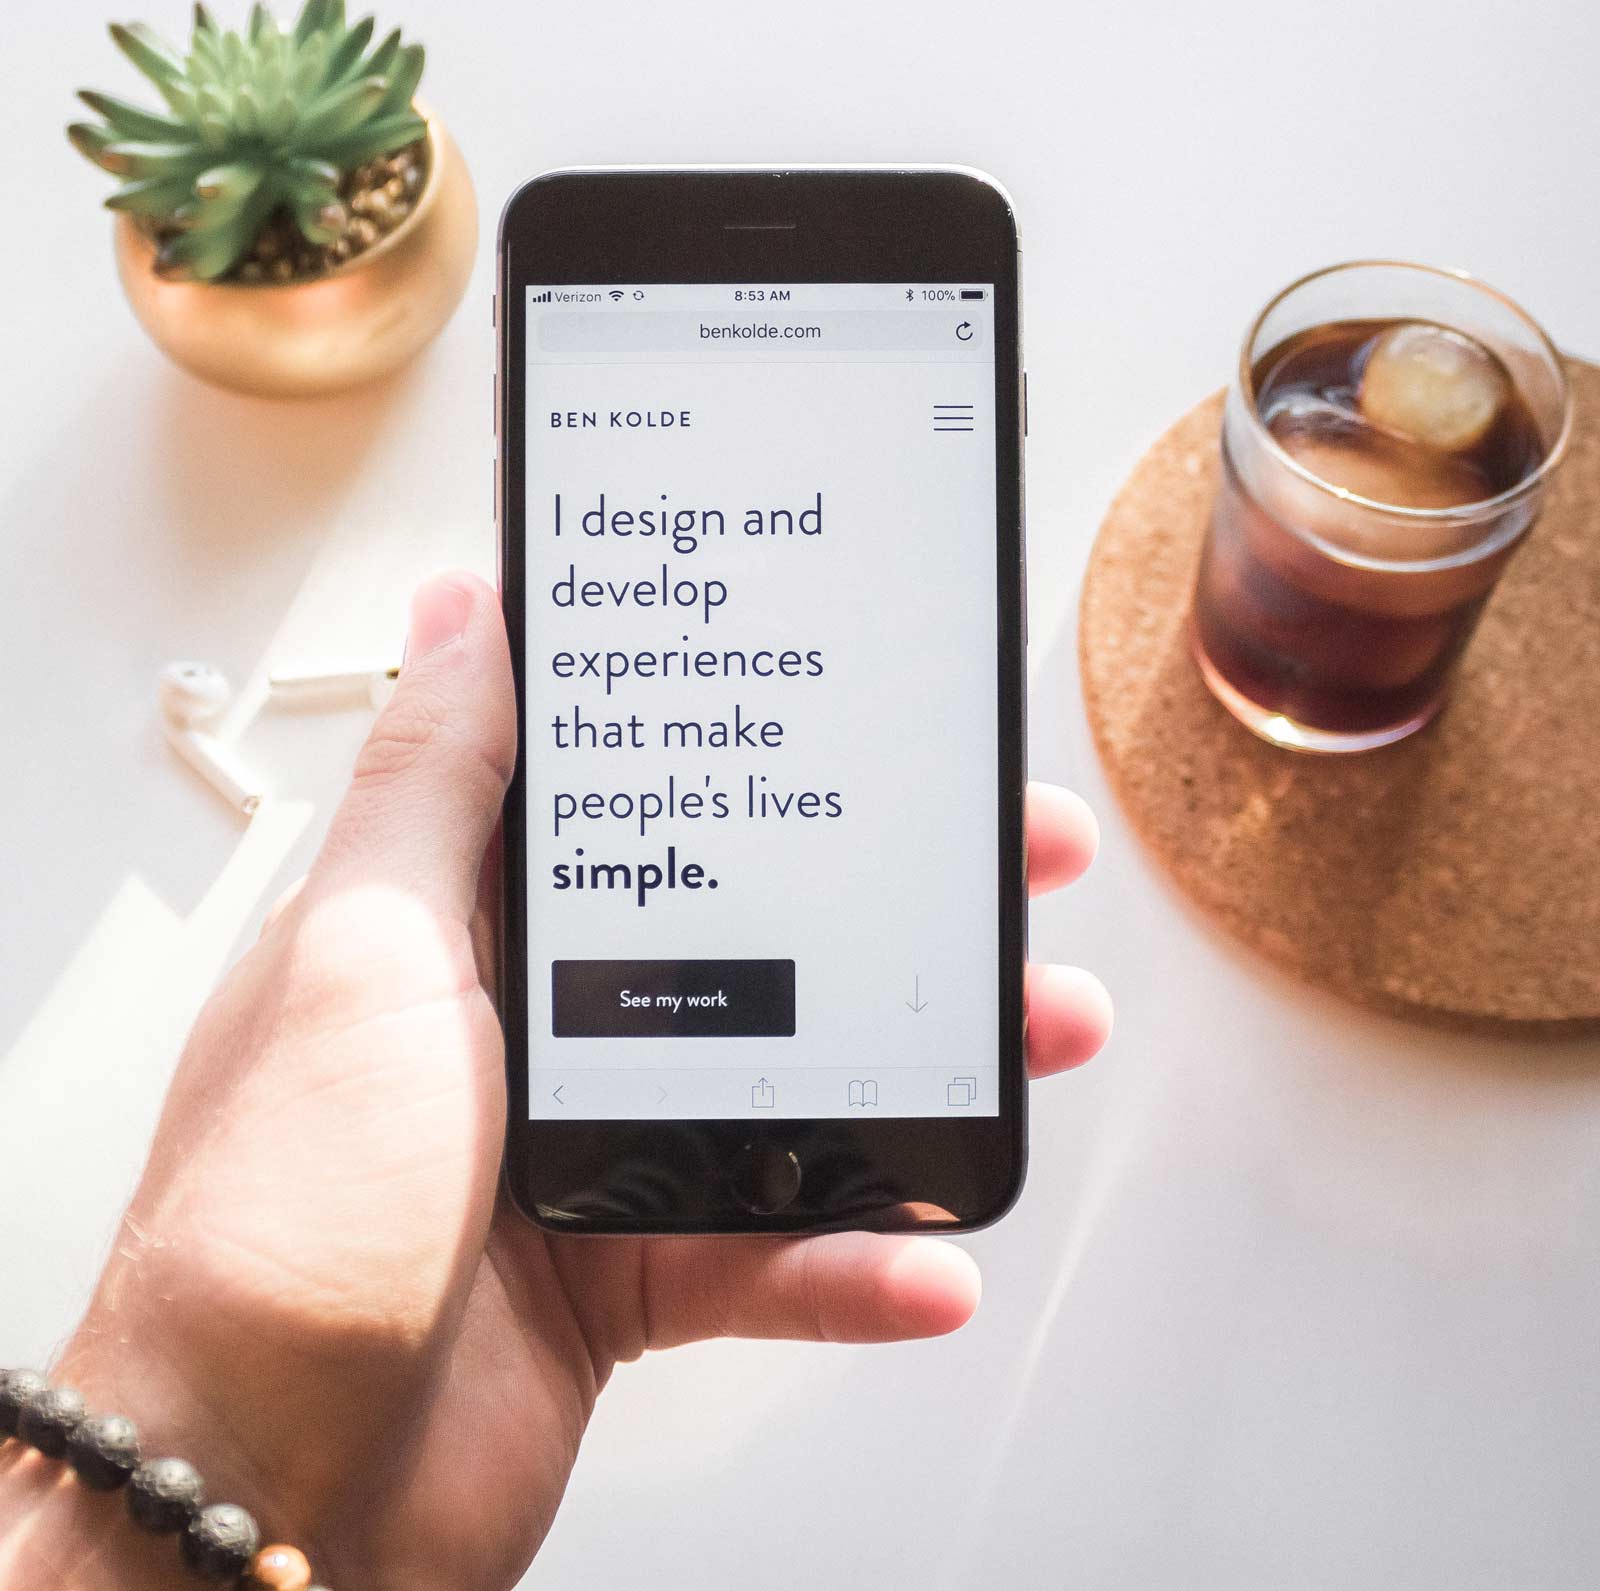 Verizon 8:53 AM 100%
benkolde.com
BEN KOLDE
I design and
develop
experiences
that make
people's lives
simple.
See my work